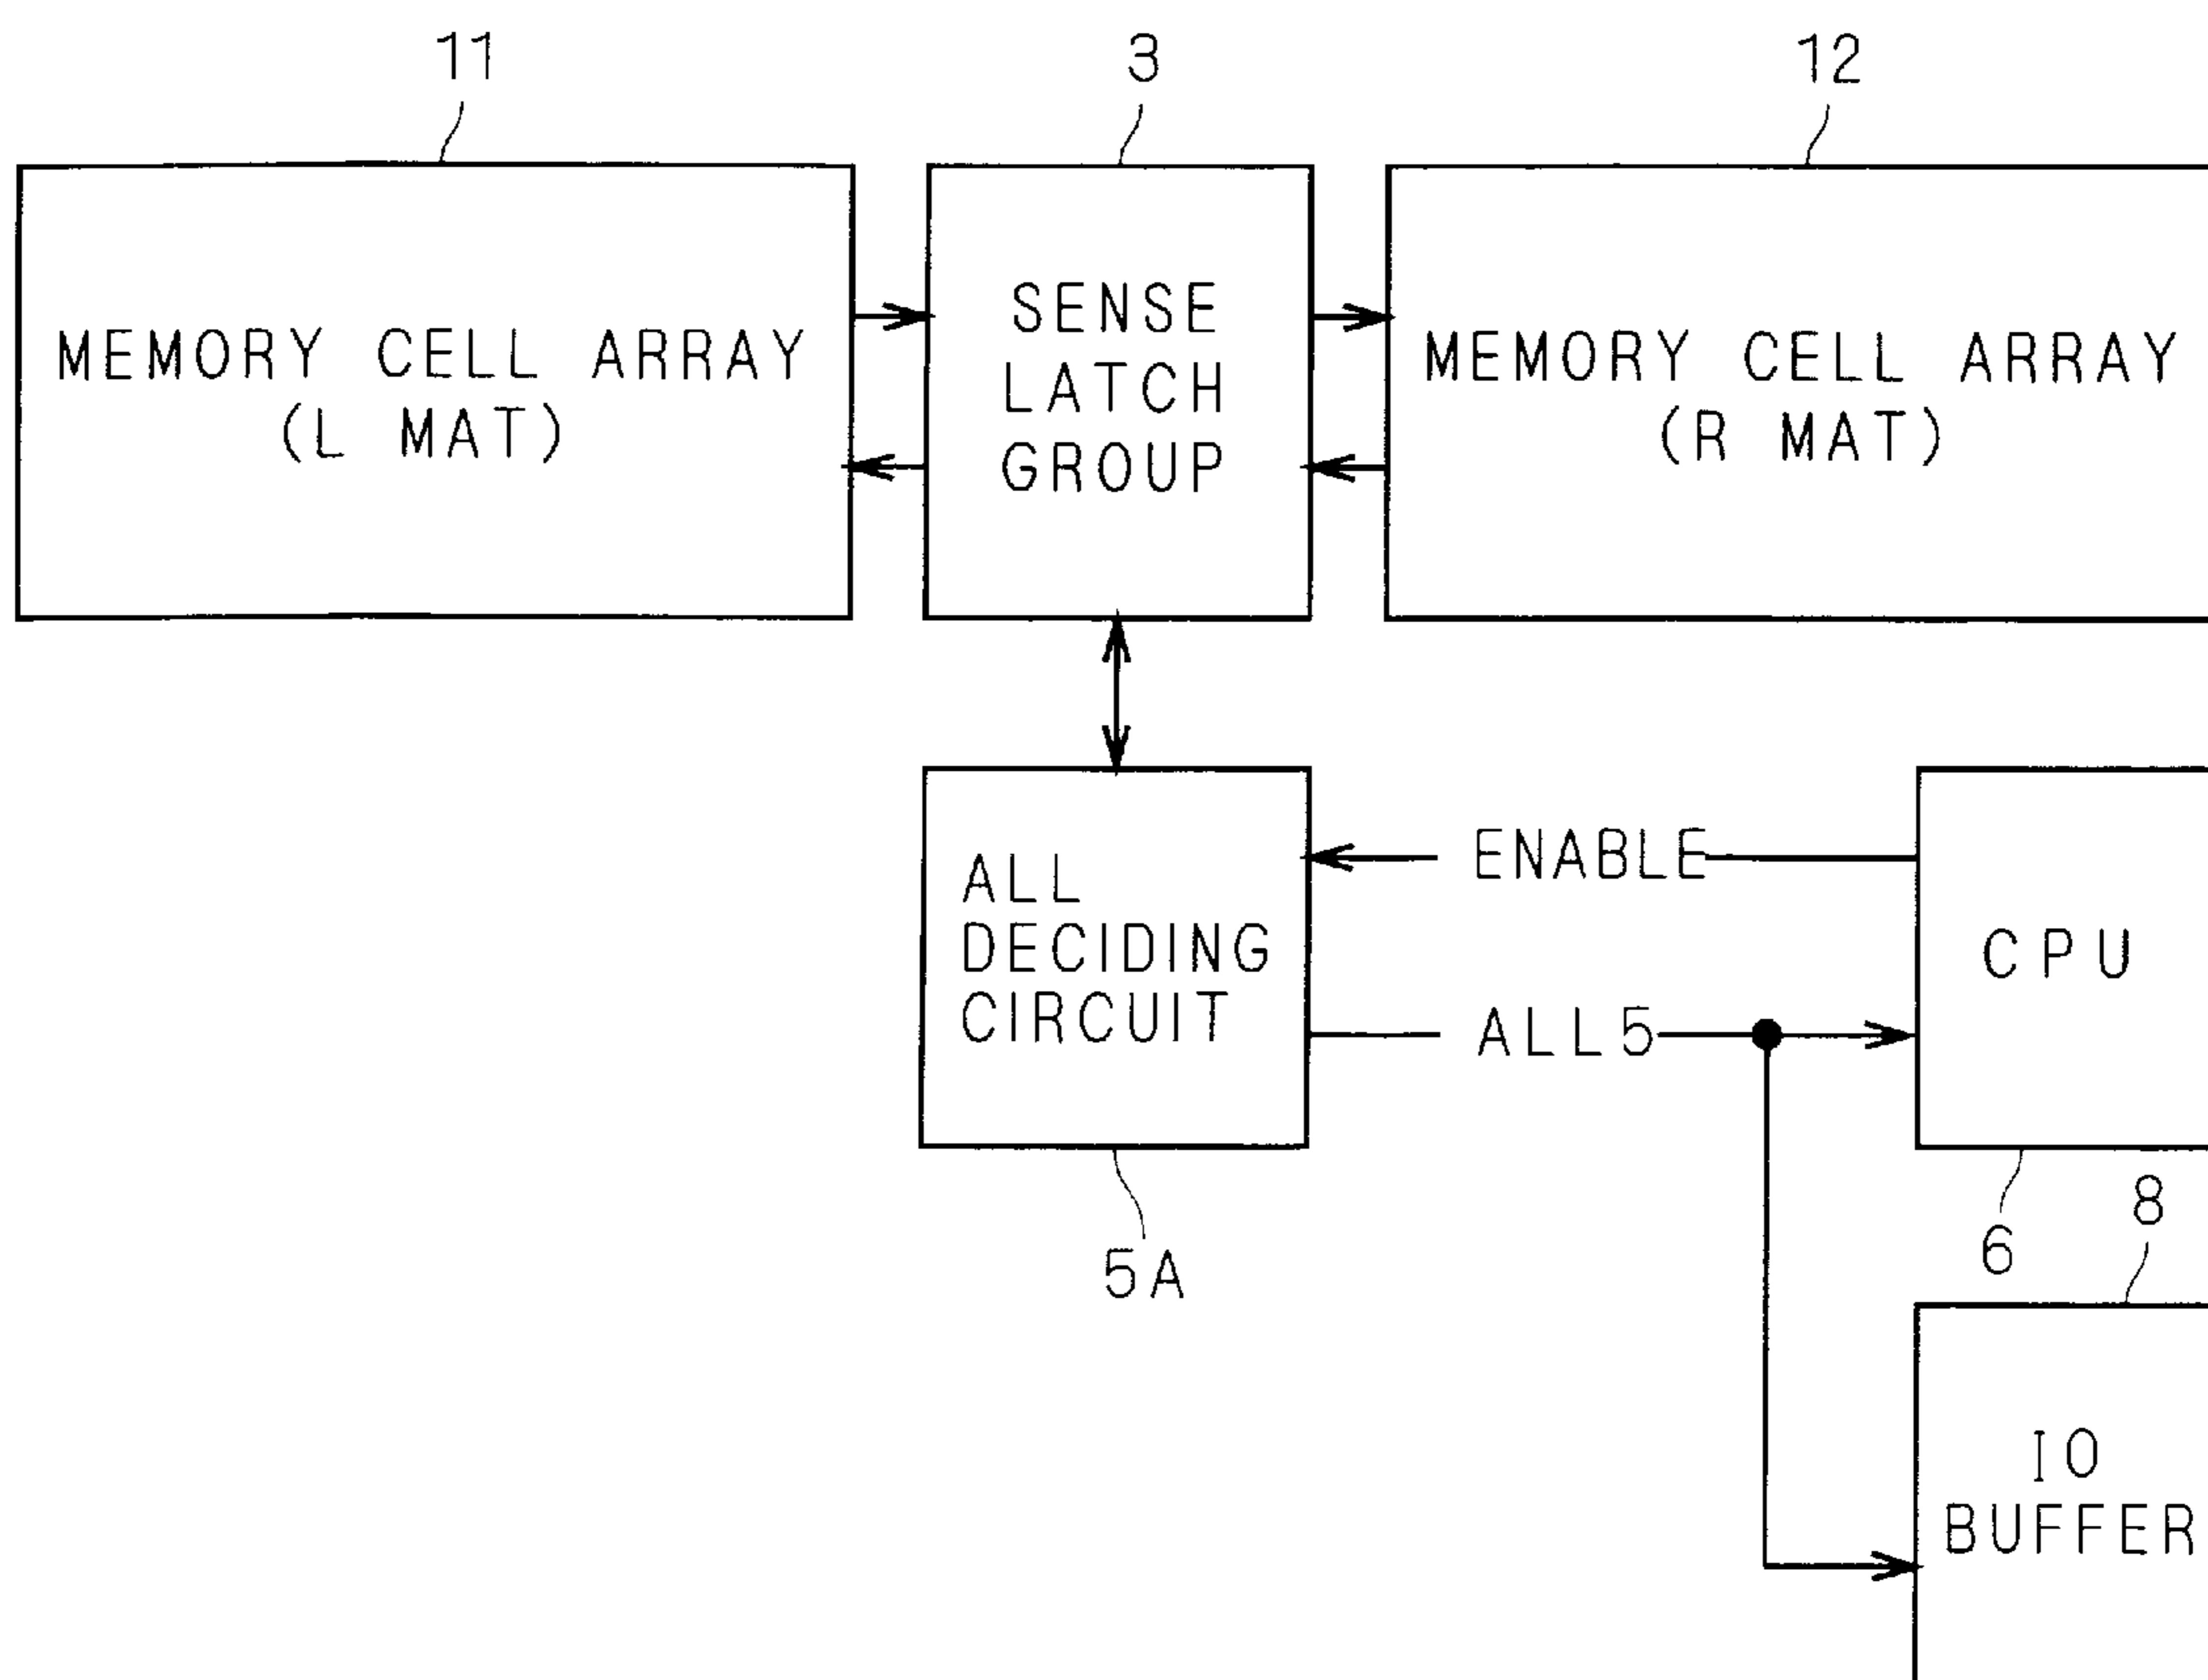 11
3
12
MEMORY CELL ARRAY
(L MAT)
SENSE
LATCH
GROUP
MEMORY CELL ARRAY
(R MAT)
ALL
DECIDING
CIRCUIT
ENABLE
ALL5
CPU
5A
6
8
IO
BUFFER